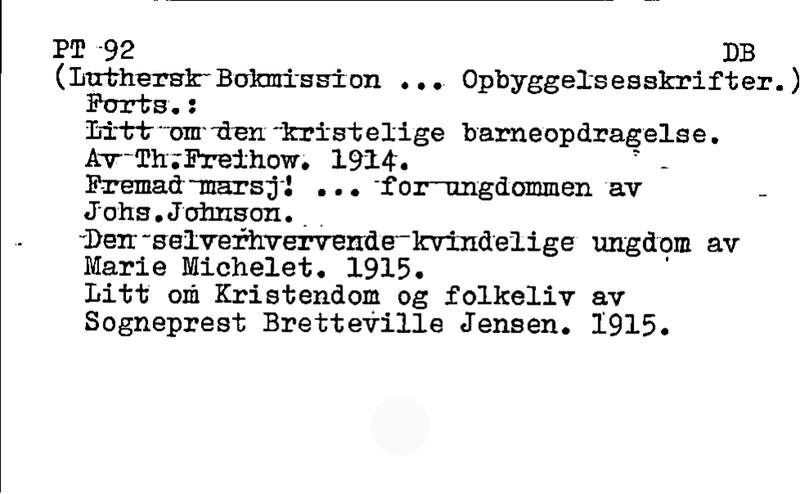 PT 92 DB
(Luthersk Bokmission ... Opbyggelsesskrifter.)
Forts.:
Litt om den kristelige barneopdragelse.
Av Th.Freihow. 1914.
Fremad marsj! ... for ungdommen av
Johs.Johnson.
Den selverhvervende kvindelige ungdom av
Marie Michelet. 1915.
Litt om Kristendom og folkeliv av
Sogneprest Bretteville Jensen. 1915.